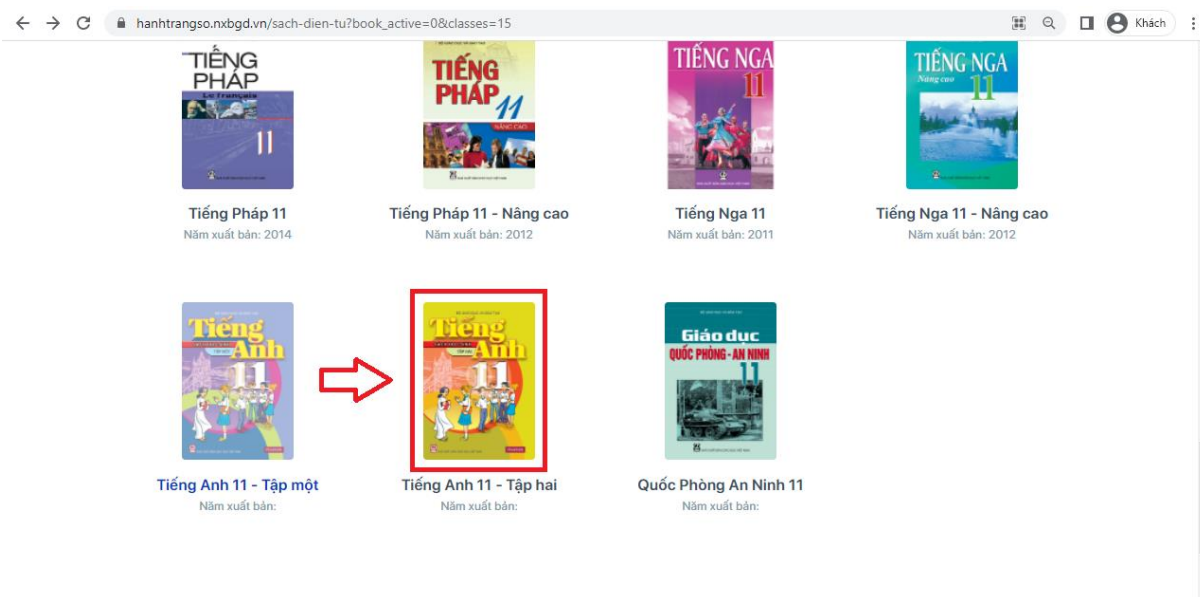 hanhtrangso.nxbgd.vn/sach-dien-tu?book_active=0&classes=15
Khách
TIẾNG
PHÁP
Le français
11
TIẾNG
PHÁP 11
NÂNG CAO
TIẾNG NGA
11
TIẾNG NGA
Nâng cao
11
Tiếng Pháp 11
Tiếng Pháp 11 - Nâng cao
Tiếng Nga 11
Tiếng Nga 11 - Nâng cao
Năm xuất bản: 2014
Năm xuất bản: 2012
Năm xuất bản: 2011
Năm xuất bản: 2012
Tiếng
Anh
11
Tiếng
Anh
11
Giáo dục
QUỐC PHÒNG - AN NINH
11
Tiếng Anh 11 - Tập một
Tiếng Anh 11 - Tập hai
Quốc Phòng An Ninh 11
Năm xuất bản:
Năm xuất bản:
Năm xuất bản: